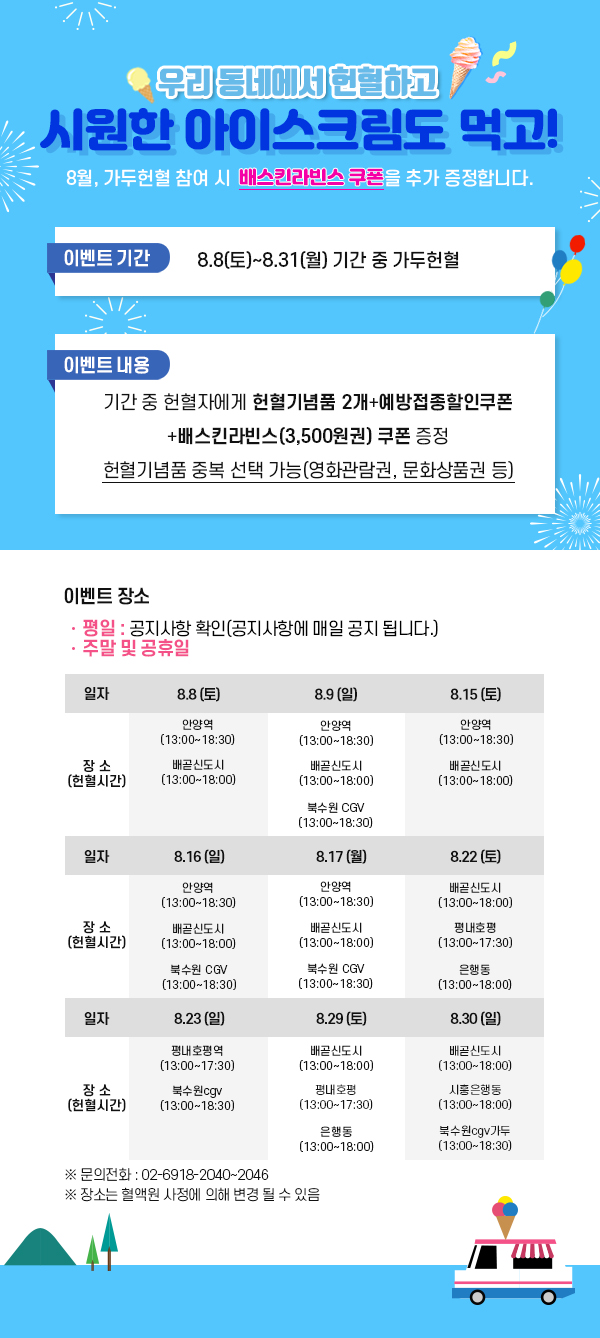 우리 동네에서 헌혈하고
시원한 아이스크림도 먹고!
8월, 가두헌혈 참여 시 배스킨라빈스 쿠폰을 추가 증정합니다.
이벤트 기간
8.8(토)~8.31(월) 기간 중 가두헌혈
이벤트 내용
기간 중 헌혈자에게 헌혈기념품 2개+예방접종할인쿠폰
+배스킨라빈스(3,500원권) 쿠폰 증정
헌혈기념품 중복 선택 가능(영화관람권, 문화상품권 등)
이벤트 장소
· 평일 : 공지사항 확인(공지사항에 매일 공지 됩니다.)
· 주말 및 공휴일
일자 8.8 (토) 8.9 (일) 8.15 (토)
장 소
(헌혈시간)
안양역
(13:00~18:30)
배곧신도시
(13:00~18:00)
안양역
(13:00~18:30)
배곧신도시
(13:00~18:00)
북수원 CGV
(13:00~18:30)
안양역
(13:00~18:30)
배곧신도시
(13:00~18:00)
일자 8.16 (일) 8.17 (월) 8.22 (토)
장 소
(헌혈시간)
안양역
(13:00~18:30)
배곧신도시
(13:00~18:00)
북수원 CGV
(13:00~18:30)
안양역
(13:00~18:30)
배곧신도시
(13:00~18:00)
북수원 CGV
(13:00~18:30)
배곧신도시
(13:00~18:00)
평내호평
(13:00~17:30)
은행동
(13:00~18:00)
일자 8.23 (일) 8.29 (토) 8.30 (일)
장 소
(헌혈시간)
평내호평역
(13:00~17:30)
북수원cgv
(13:00~18:30)
배곧신도시
(13:00~18:00)
평내호평
(13:00~17:30)
은행동
(13:00~18:00)
배곧신도시
(13:00~18:00)
시흥은행동
(13:00~18:00)
북수원cgv가두
(13:00~18:30)
※ 문의전화 : 02-6918-2040~2046
※ 장소는 혈액원 사정에 의해 변경 될 수 있음